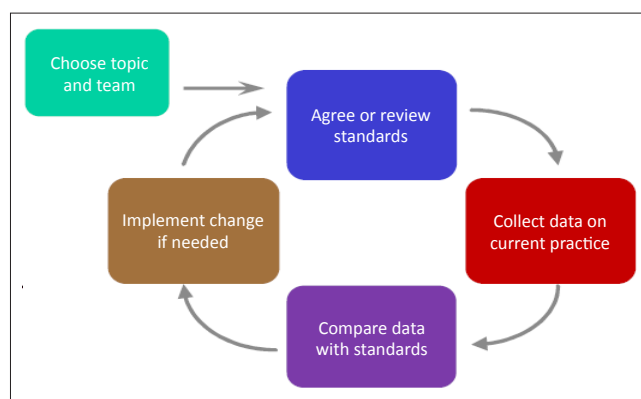 Choose topic
and team
Agree or review
standards
Collect data on
current practice
Compare data
with standards
Implement change
if needed